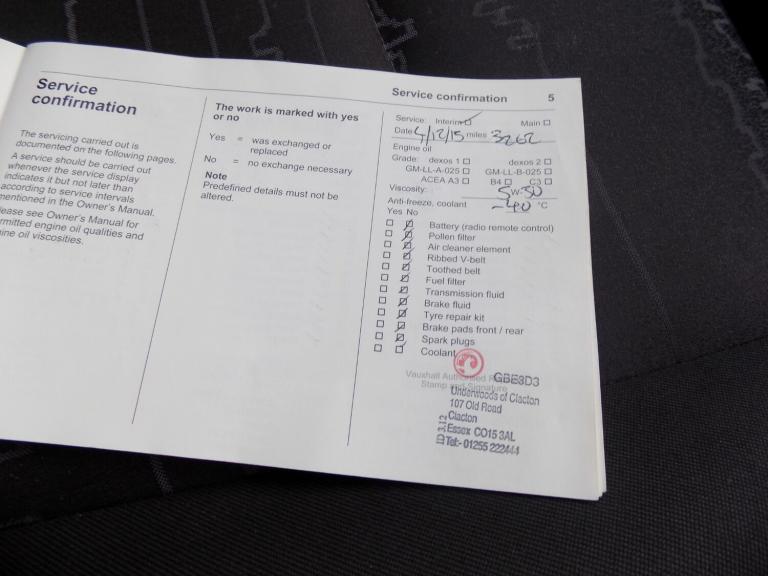 Service
confirmation
The servicing carried out is
documented on the following pages.
A service should be carried out
whenever the service display
indicates it but not later than
according to service intervals
mentioned in the Owner's Manual.
lease see Owner's Manual for
rmitted engine oil qualities and
ine oil viscosities.
The work is marked with yes
or no
Yes = was exchanged or
replaced
No = no exchange necessary
Note
Predefined details must not be
altered.
Service confirmation 5
Service: Interim Main
Date 4/12/15 miles 3262
Engine oil
Grade: dexos 1 dexos 2
GM-LL-A-025 GM-LL-B-025
ACEA A3 B4 C3
Viscosity: 5W-30
Anti-freeze, coolant -40 °C
Yes No
Battery (radio remote control)
Pollen filter
Air cleaner element
Ribbed V-belt
Toothed belt
Fuel filter
Transmission fluid
Brake fluid
Tyre repair kit
Brake pads front / rear
Spark plugs
Coolant
GBE3D3
Vauxhall Authorised
Stamp and Signature
Underwoods of Clacton
107 Old Road
Clacton
Essex CO15 3AL
Tel:- 01255 222444